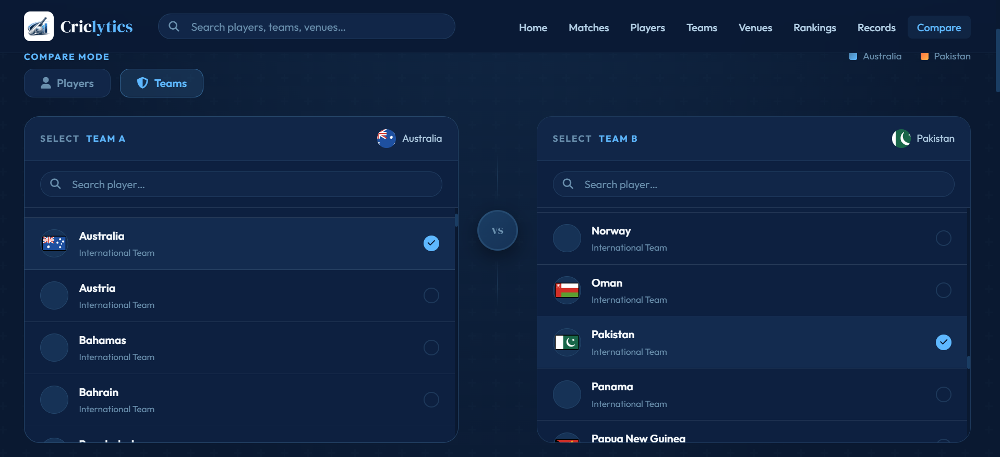 Criclytics
Search players, teams, venues...
Home Matches Players Teams Venues Rankings Records Compare
COMPARE MODE
Australia Pakistan
Players Teams
SELECT TEAM A
Australia
Search player...
Australia
International Team
Austria
International Team
Bahamas
International Team
Bahrain
International Team
VS
SELECT TEAM B
Pakistan
Search player...
Norway
International Team
Oman
International Team
Pakistan
International Team
Panama
International Team
Papua New Guinea